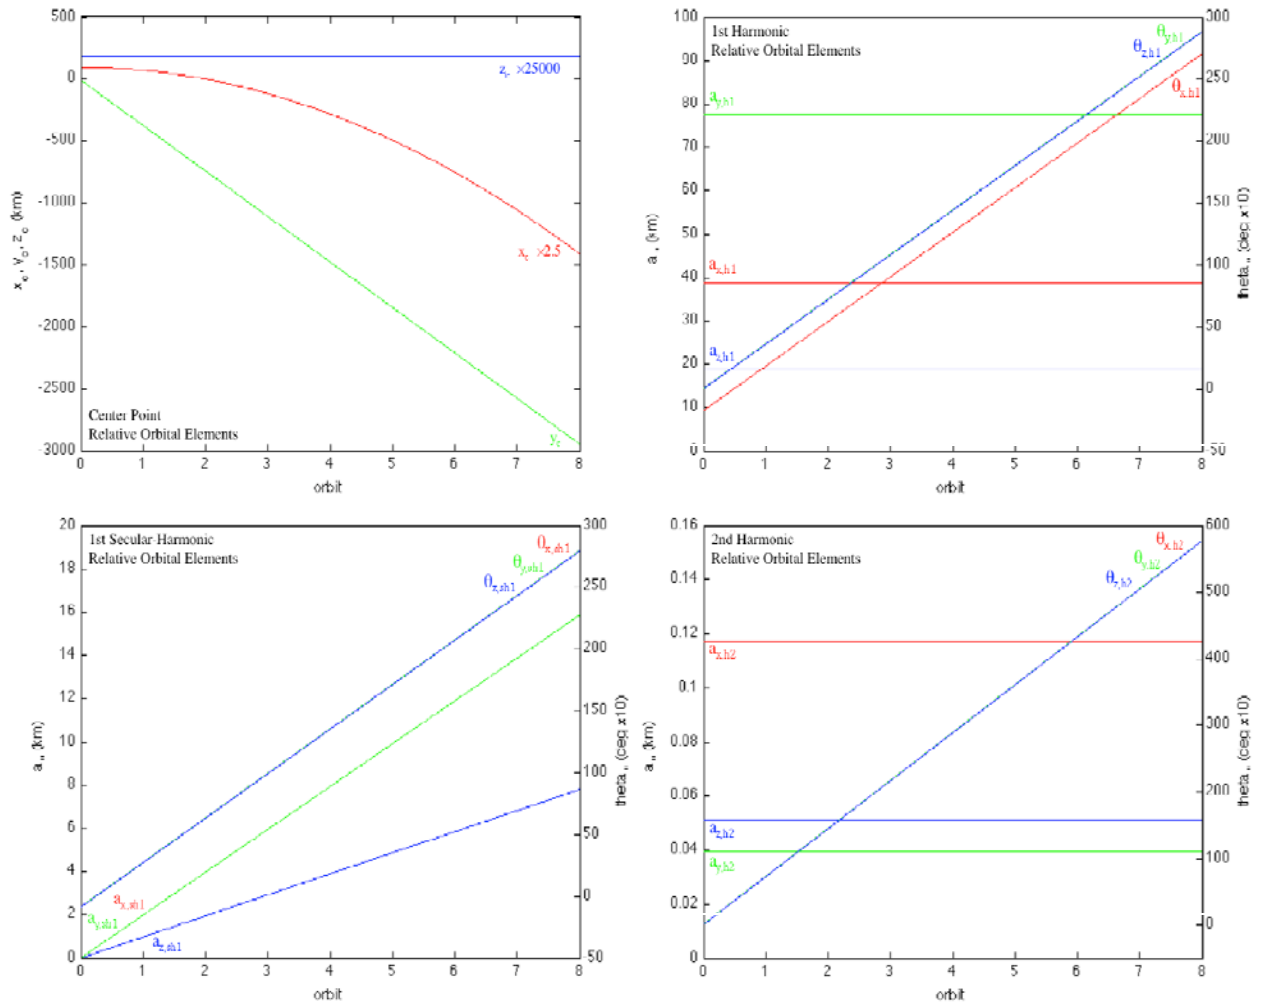 500
0
-500
-1000
-1500
-2000
-2500
-3000
x_c, y_c, z_c (km)
z_c ×25000
x_c ×2.5
y_c
Center Point
Relative Orbital Elements
0 1 2 3 4 5 6 7 8
orbit
100
90
80
70
60
50
40
30
20
10
0
a_,, (km)
1st Harmonic
Relative Orbital Elements
θ_y,h1
θ_z,h1
θ_x,h1
a_y,h1
a_x,h1
a_z,h1
300
250
200
150
100
50
0
-50
theta_,, (deg x10)
0 1 2 3 4 5 6 7 8
orbit
20
18
16
14
12
10
8
6
4
2
0
a_,, (km)
1st Secular-Harmonic
Relative Orbital Elements
θ_x,sh1
θ_y,sh1
θ_z,sh1
a_x,sh1
a_y,sh1
a_z,sh1
300
250
200
150
100
50
0
-50
theta_,, (deg x10)
0 1 2 3 4 5 6 7 8
orbit
0.16
0.14
0.12
0.1
0.08
0.06
0.04
0.02
0
a_,, (km)
2nd Harmonic
Relative Orbital Elements
θ_x,h2
θ_y,h2
θ_z,h2
a_x,h2
a_z,h2
a_y,h2
600
500
400
300
200
100
0
theta_,, (deg x10)
0 1 2 3 4 5 6 7 8
orbit